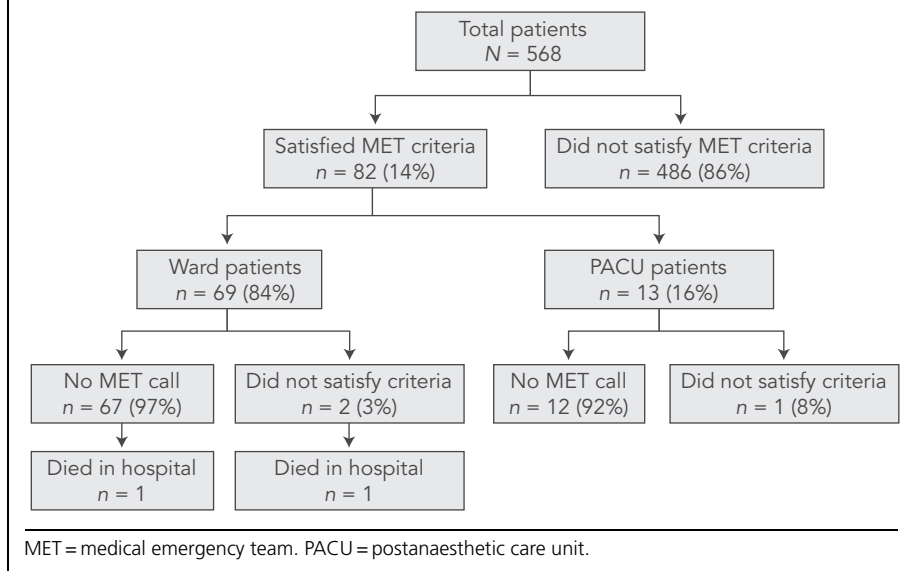 Total patients
N = 568
Satisfied MET criteria
n = 82 (14%)
Did not satisfy MET criteria
n = 486 (86%)
Ward patients
n = 69 (84%)
PACU patients
n = 13 (16%)
No MET call
n = 67 (97%)
Did not satisfy criteria
n = 2 (3%)
No MET call
n = 12 (92%)
Did not satisfy criteria
n = 1 (8%)
Died in hospital
n = 1
Died in hospital
n = 1
MET = medical emergency team. PACU = postanaesthetic care unit.